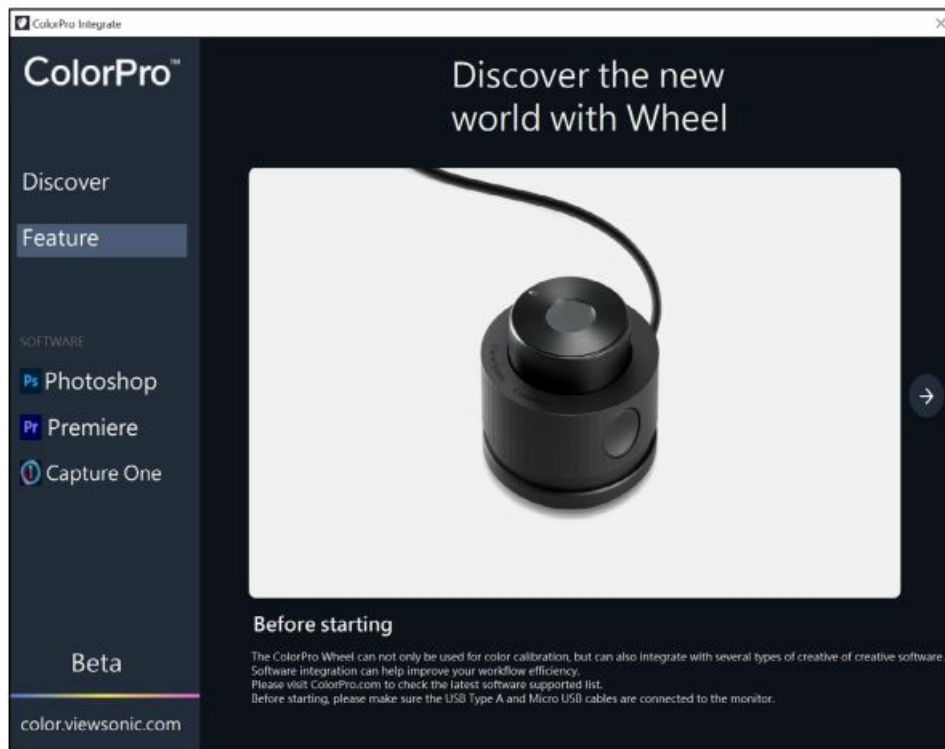 ColorPro Integrate
ColorPro™
Discover
Feature
SOFTWARE
Ps Photoshop
Pr Premiere
Capture One
Beta
color.viewsonic.com
Discover the new
world with Wheel
Before starting
The ColorPro Wheel can not only be used for color calibration, but can also integrate with several types of creative of creative software
Software integration can help improve your workflow efficiency.
Please visit ColorPro.com to check the latest software supported list.
Before starting, please make sure the USB Type A and Micro USB cables are connected to the monitor.